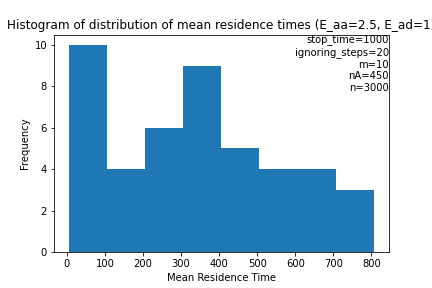 Histogram of distribution of mean residence times (E_aa=2.5, E_ad=1
stop_time=1000
ignoring_steps=20
m=10
nA=450
n=3000
10
8
6
4
2
0
Frequency
0 100 200 300 400 500 600 700 800
Mean Residence Time